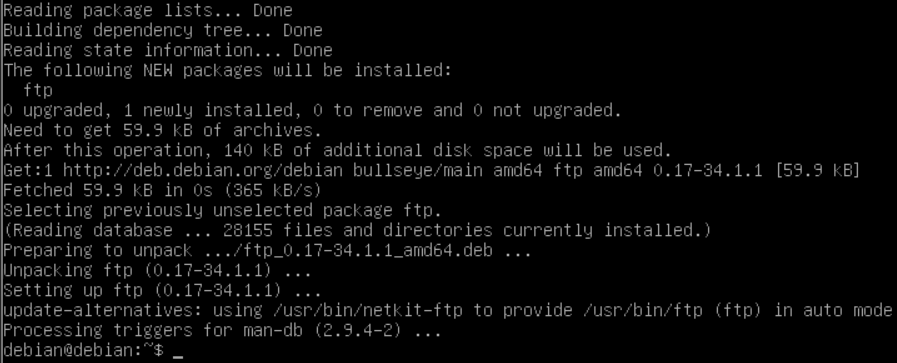 Reading package lists... Done
Building dependency tree... Done
Reading state information... Done
The following NEW packages will be installed:
  ftp
0 upgraded, 1 newly installed, 0 to remove and 0 not upgraded.
Need to get 59.9 kB of archives.
After this operation, 140 kB of additional disk space will be used.
Get:1 http://deb.debian.org/debian bullseye/main amd64 ftp amd64 0.17-34.1.1 [59.9 kB]
Fetched 59.9 kB in 0s (365 kB/s)
Selecting previously unselected package ftp.
(Reading database ... 28155 files and directories currently installed.)
Preparing to unpack .../ftp_0.17-34.1.1_amd64.deb ...
Unpacking ftp (0.17-34.1.1) ...
Setting up ftp (0.17-34.1.1) ...
update-alternatives: using /usr/bin/netkit-ftp to provide /usr/bin/ftp (ftp) in auto mode
Processing triggers for man-db (2.9.4-2) ...
debian@debian:~$ _